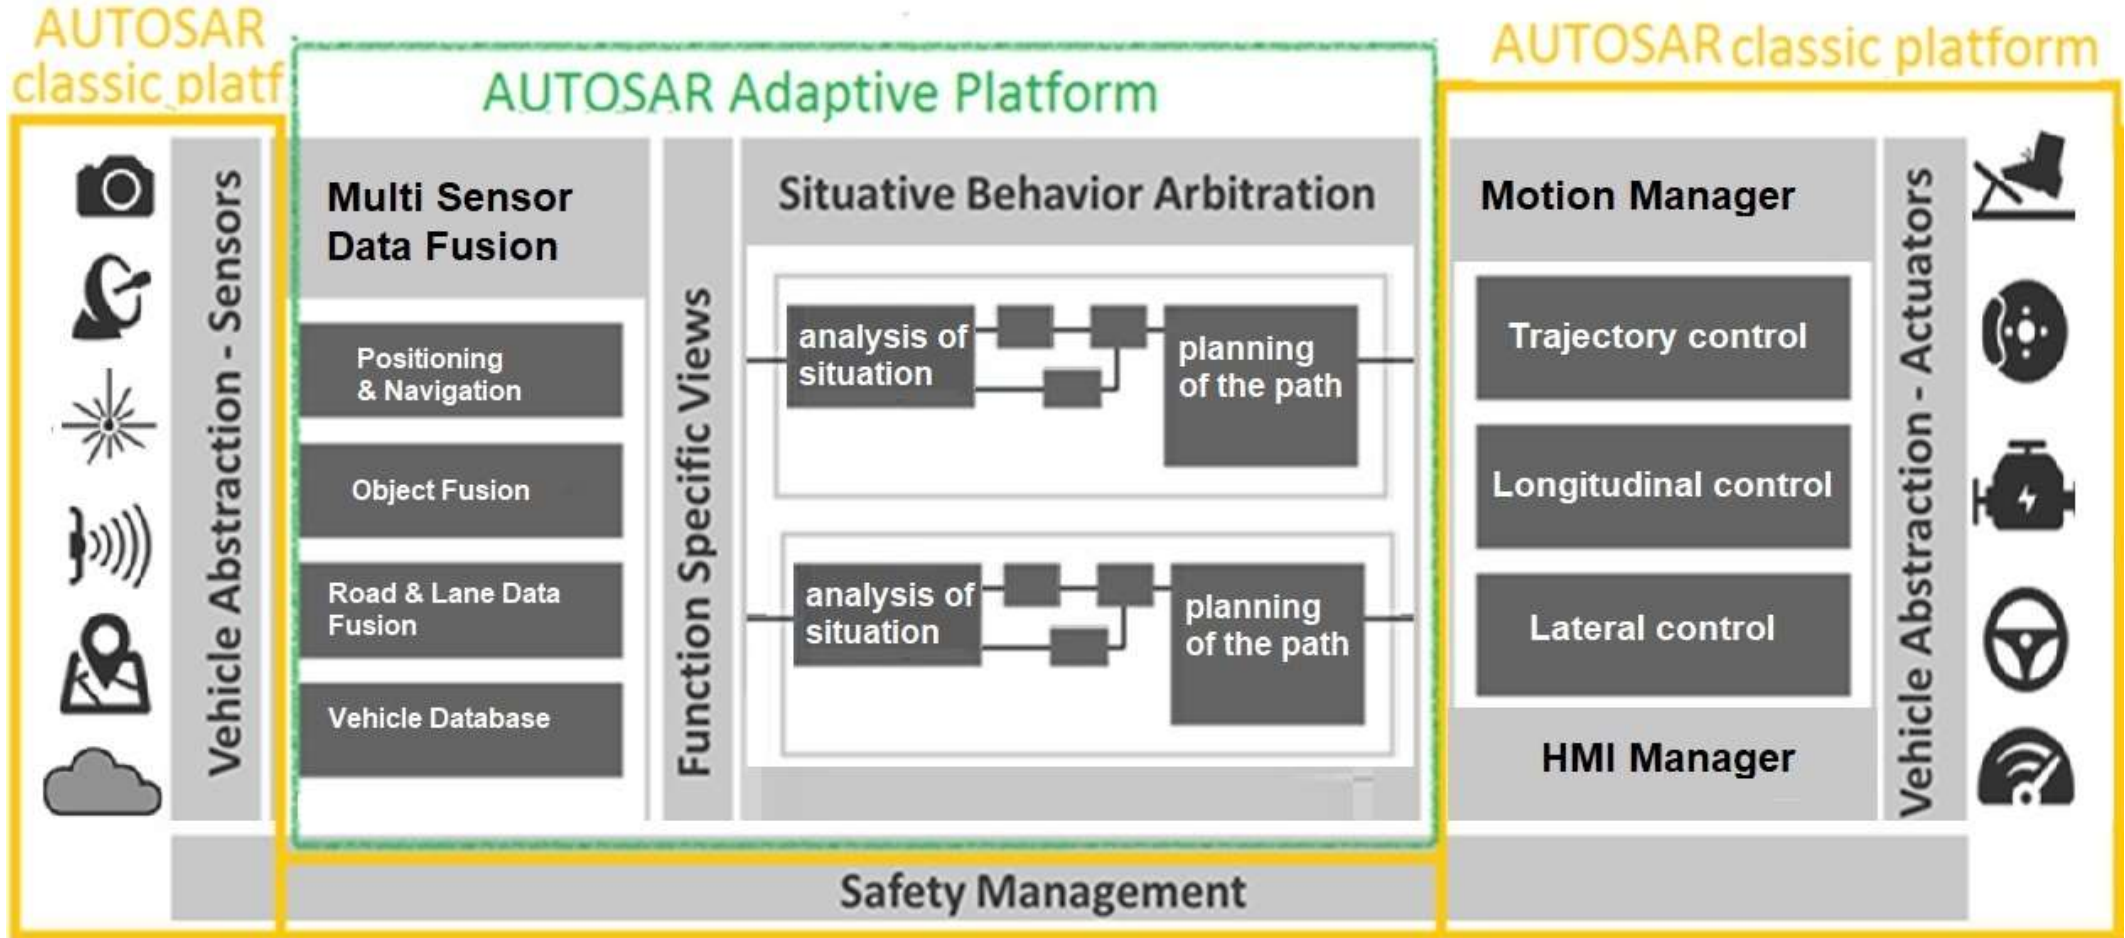 AUTOSAR
classic platf
AUTOSAR Adaptive Platform
AUTOSAR classic platform
Vehicle Abstraction - Sensors
Multi Sensor
Data Fusion
Positioning
& Navigation
Object Fusion
Road & Lane Data
Fusion
Vehicle Database
Function Specific Views
Situative Behavior Arbitration
analysis of
situation
planning
of the path
analysis of
situation
planning
of the path
Motion Manager
Trajectory control
Longitudinal control
Lateral control
HMI Manager
Vehicle Abstraction - Actuators
Safety Management